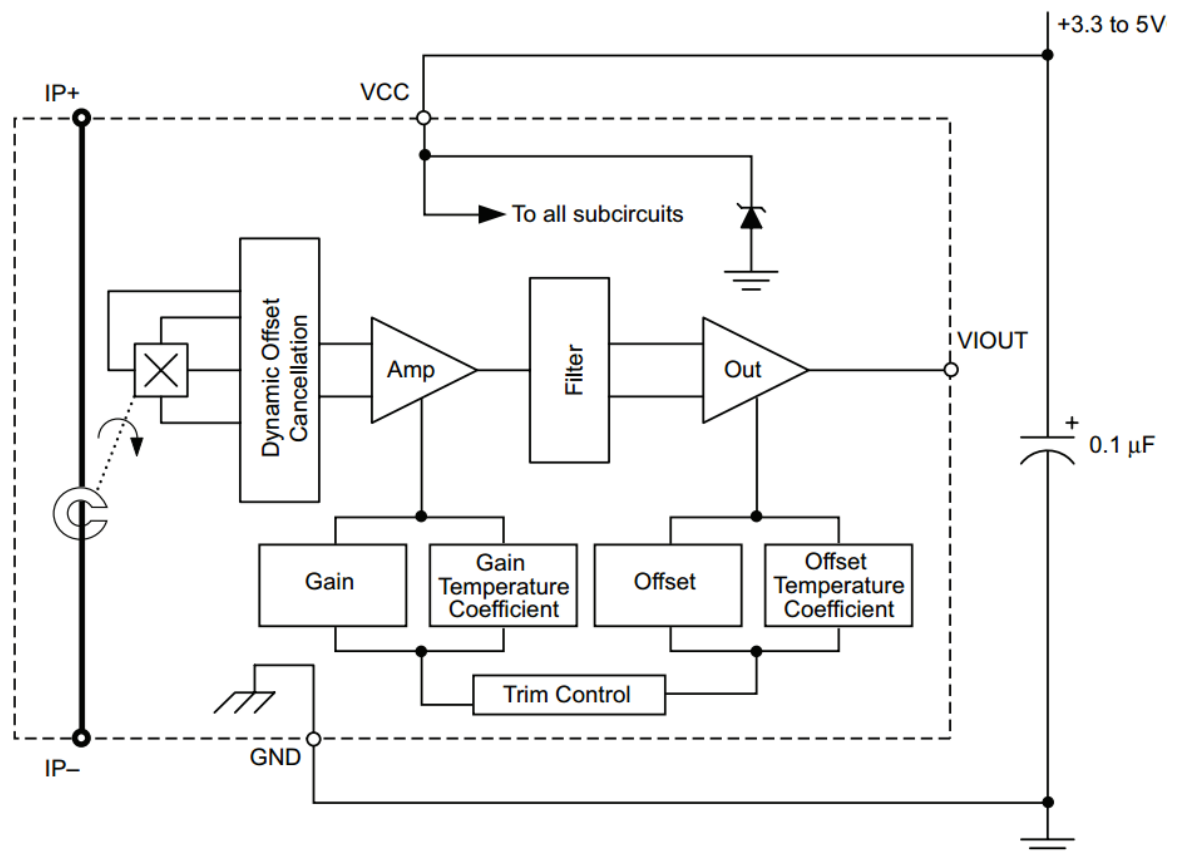 +3.3 to 5V
IP+
VCC
To all subcircuits
Dynamic Offset
Cancellation
Amp
Filter
Out
VIOUT
+
0.1 µF
Gain
Gain
Temperature
Coefficient
Offset
Offset
Temperature
Coefficient
Trim Control
GND
IP–